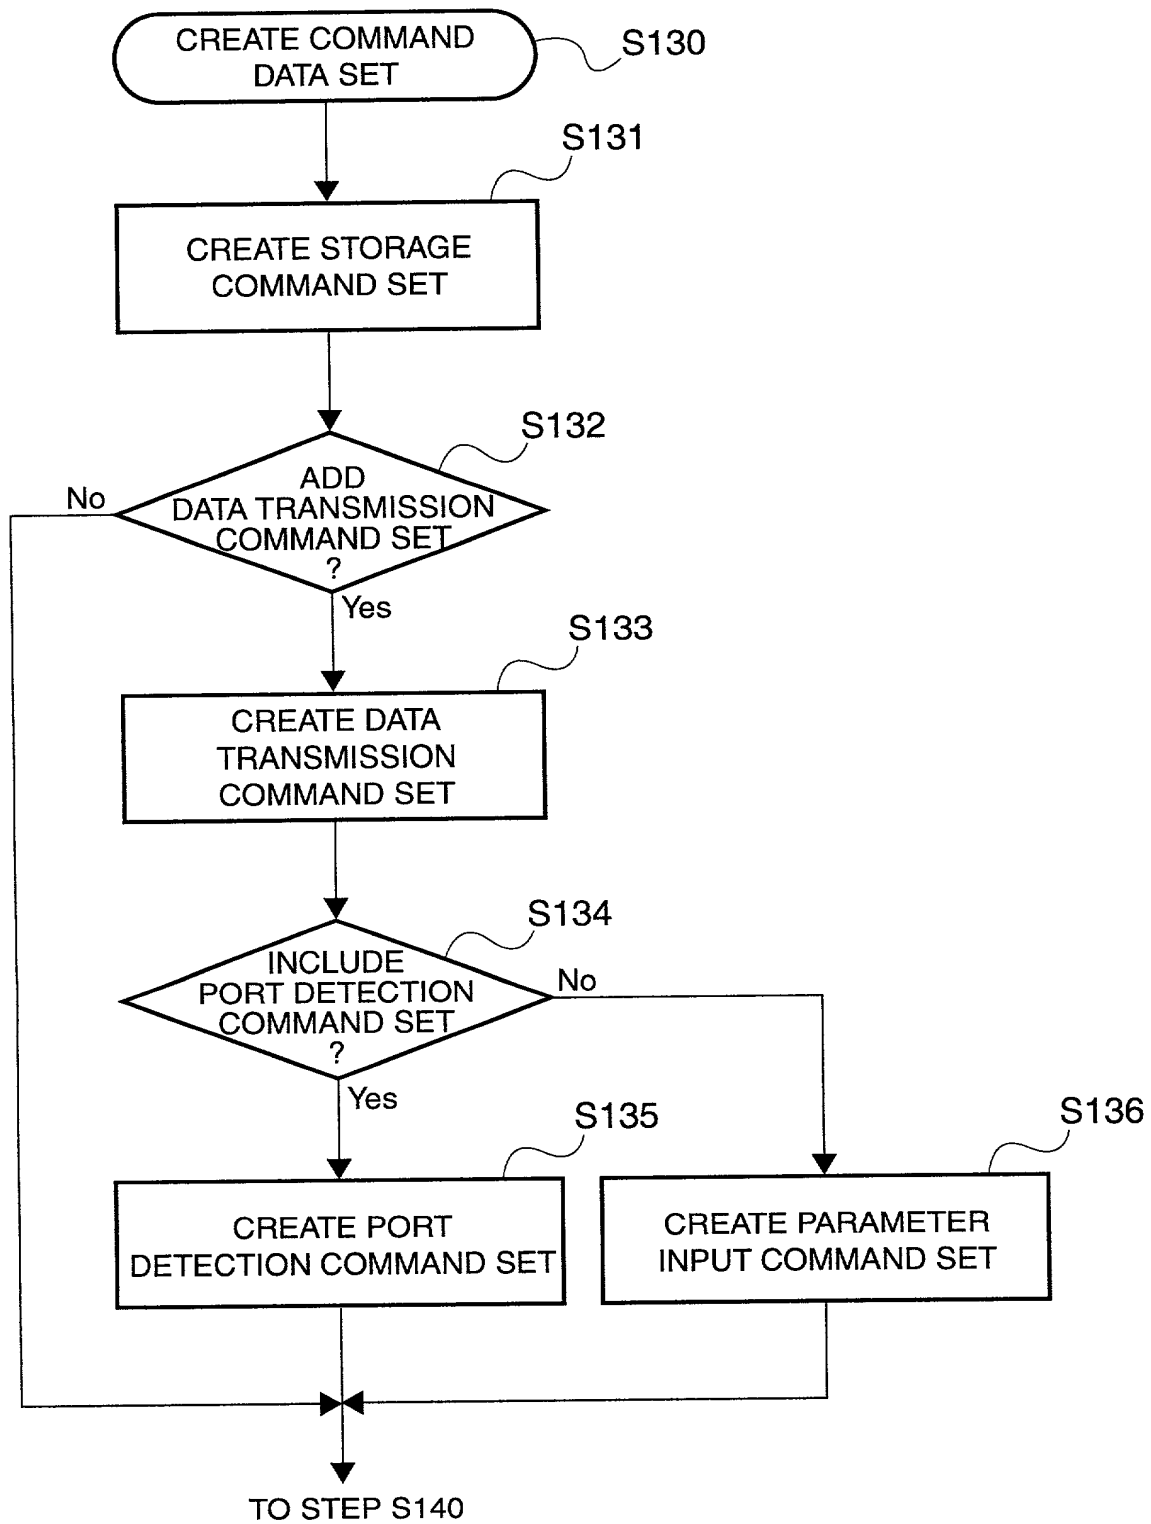 CREATE COMMAND
DATA SET
S130
S131
CREATE STORAGE
COMMAND SET
S132
ADD
DATA TRANSMISSION
COMMAND SET
?
No
Yes
S133
CREATE DATA
TRANSMISSION
COMMAND SET
S134
INCLUDE
PORT DETECTION
COMMAND SET
?
No
Yes
S135
S136
CREATE PORT
DETECTION COMMAND SET
CREATE PARAMETER
INPUT COMMAND SET
TO STEP S140